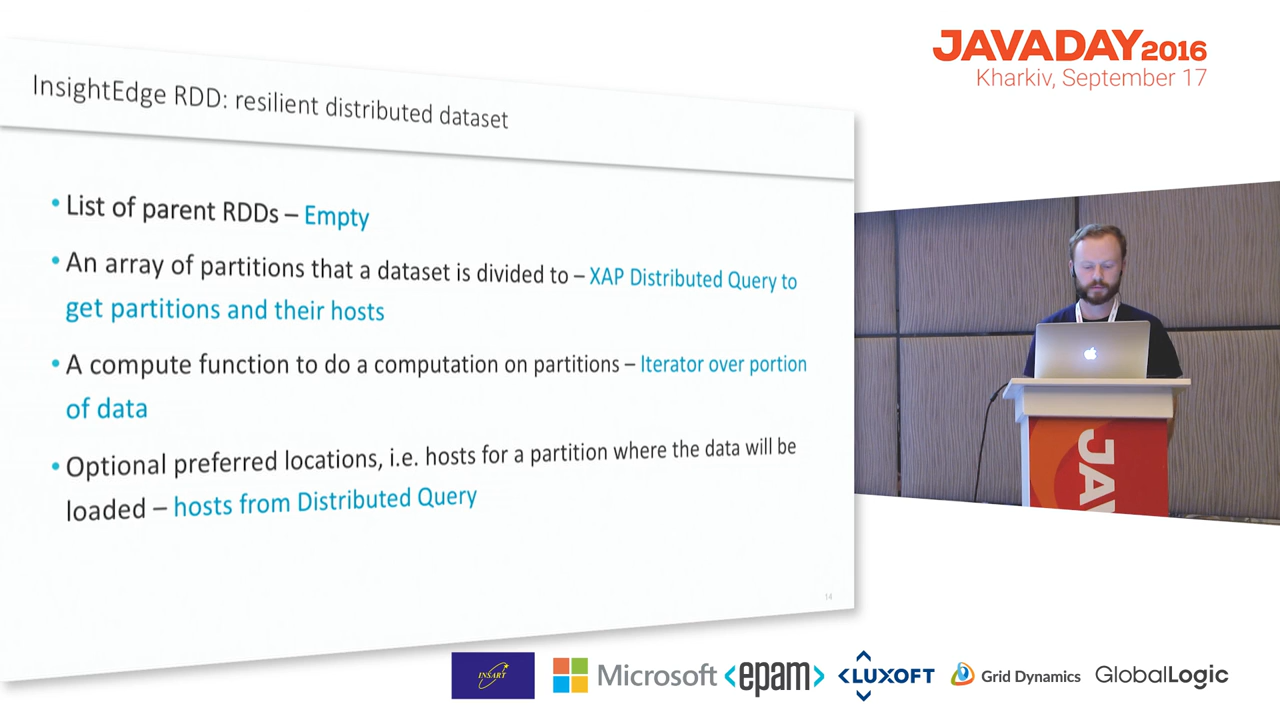 JAVADAY2016
Kharkiv, September 17
InsightEdge RDD: resilient distributed dataset
• List of parent RDDs – Empty
• An array of partitions that a dataset is divided to – XAP Distributed Query to
get partitions and their hosts
• A compute function to do a computation on partitions – Iterator over portion
of data
• Optional preferred locations, i.e. hosts for a partition where the data will be
loaded – hosts from Distributed Query
14
JA
INSART
Microsoft
<epam>
<LUXOFT
Grid Dynamics
GlobalLogic